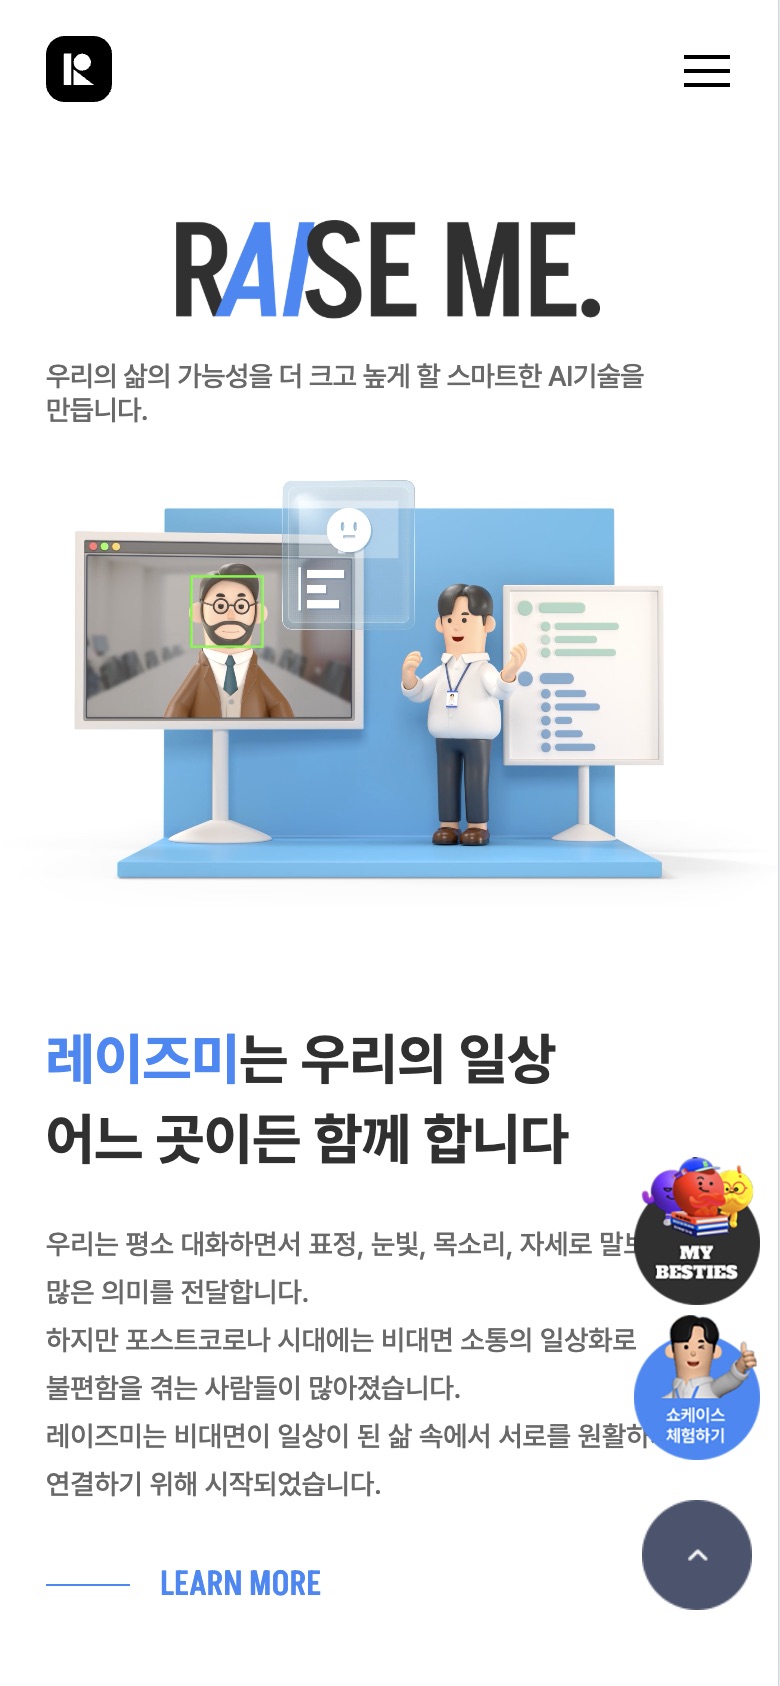 RAISE ME.
우리의 삶의 가능성을 더 크고 높게 할 스마트한 AI기술을
만듭니다.
레이즈미는 우리의 일상
어느 곳이든 함께 합니다
우리는 평소 대화하면서 표정, 눈빛, 목소리, 자세로
많은 의미를 전달합니다.
하지만 포스트코로나 시대에는 비대면 소통의 일상화로
불편함을 겪는 사람들이 많아졌습니다.
레이즈미는 비대면이 일상이 된 삶 속에서 서로를
연결하기 위해 시작되었습니다.
MY
BESTIES
쇼케이스
체험하기
LEARN MORE